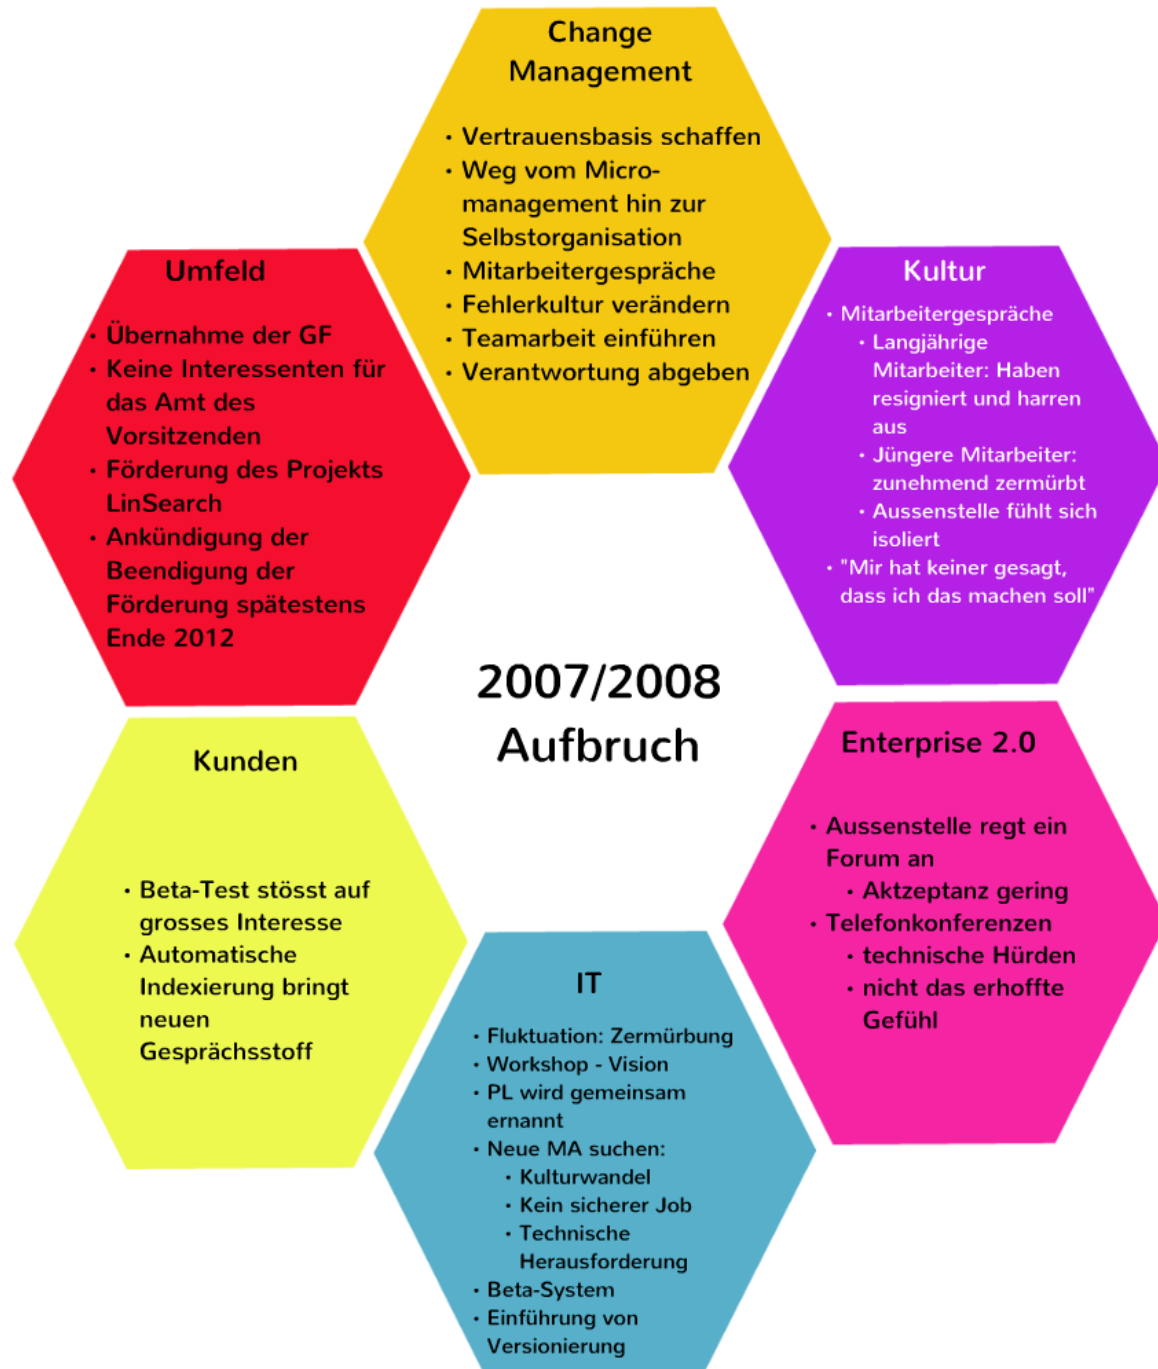 Change
Management
• Vertrauensbasis schaffen
• Weg vom Micro-
management hin zur
Selbstorganisation
• Mitarbeitergespräche
• Fehlerkultur verändern
• Teamarbeit einführen
• Verantwortung abgeben
Umfeld
• Übernahme der GF
• Keine Interessenten für
das Amt des
Vorsitzenden
• Förderung des Projekts
LinSearch
• Ankündigung der
Beendigung der
Förderung spätestens
Ende 2012
Kultur
• Mitarbeitergespräche
• Langjährige
Mitarbeiter: Haben
resigniert und harren
aus
• Jüngere Mitarbeiter:
zunehmend zermürbt
• Aussenstelle fühlt sich
isoliert
• "Mir hat keiner gesagt,
dass ich das machen soll"
2007/2008
Aufbruch
Kunden
• Beta-Test stösst auf
grosses Interesse
• Automatische
Indexierung bringt
neuen
Gesprächsstoff
Enterprise 2.0
• Aussenstelle regt ein
Forum an
• Aktzeptanz gering
• Telefonkonferenzen
• technische Hürden
• nicht das erhoffte
Gefühl
IT
• Fluktuation: Zermürbung
• Workshop - Vision
• PL wird gemeinsam
ernannt
• Neue MA suchen:
• Kulturwandel
• Kein sicherer Job
• Technische
Herausforderung
• Beta-System
• Einführung von
Versionierung